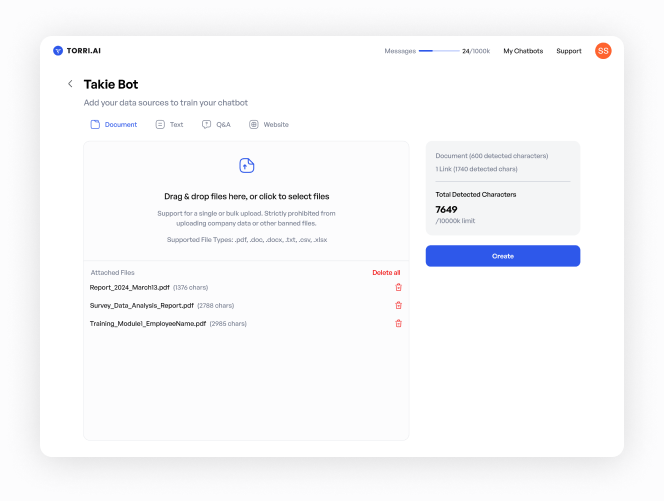 TORRI.AI
Messages 24/1000k My Chatbots Support SS
Takie Bot
Add your data sources to train your chatbot
Document Text Q&A Website
Drag & drop files here, or click to select files
Support for a single or bulk upload. Strictly prohibited from
uploading company data or other banned files.
Supported File Types: .pdf, .doc, .docx, .txt, .csv, .xlsx
Attached Files Delete all
Report_2024_March13.pdf (1376 chars)
Survey_Data_Analysis_Report.pdf (2788 chars)
Training_Module1_EmployeeName.pdf (2985 chars)
Document (600 detected characters)
1 Link (1740 detected chars)
Total Detected Characters
7649
/10000k limit
Create